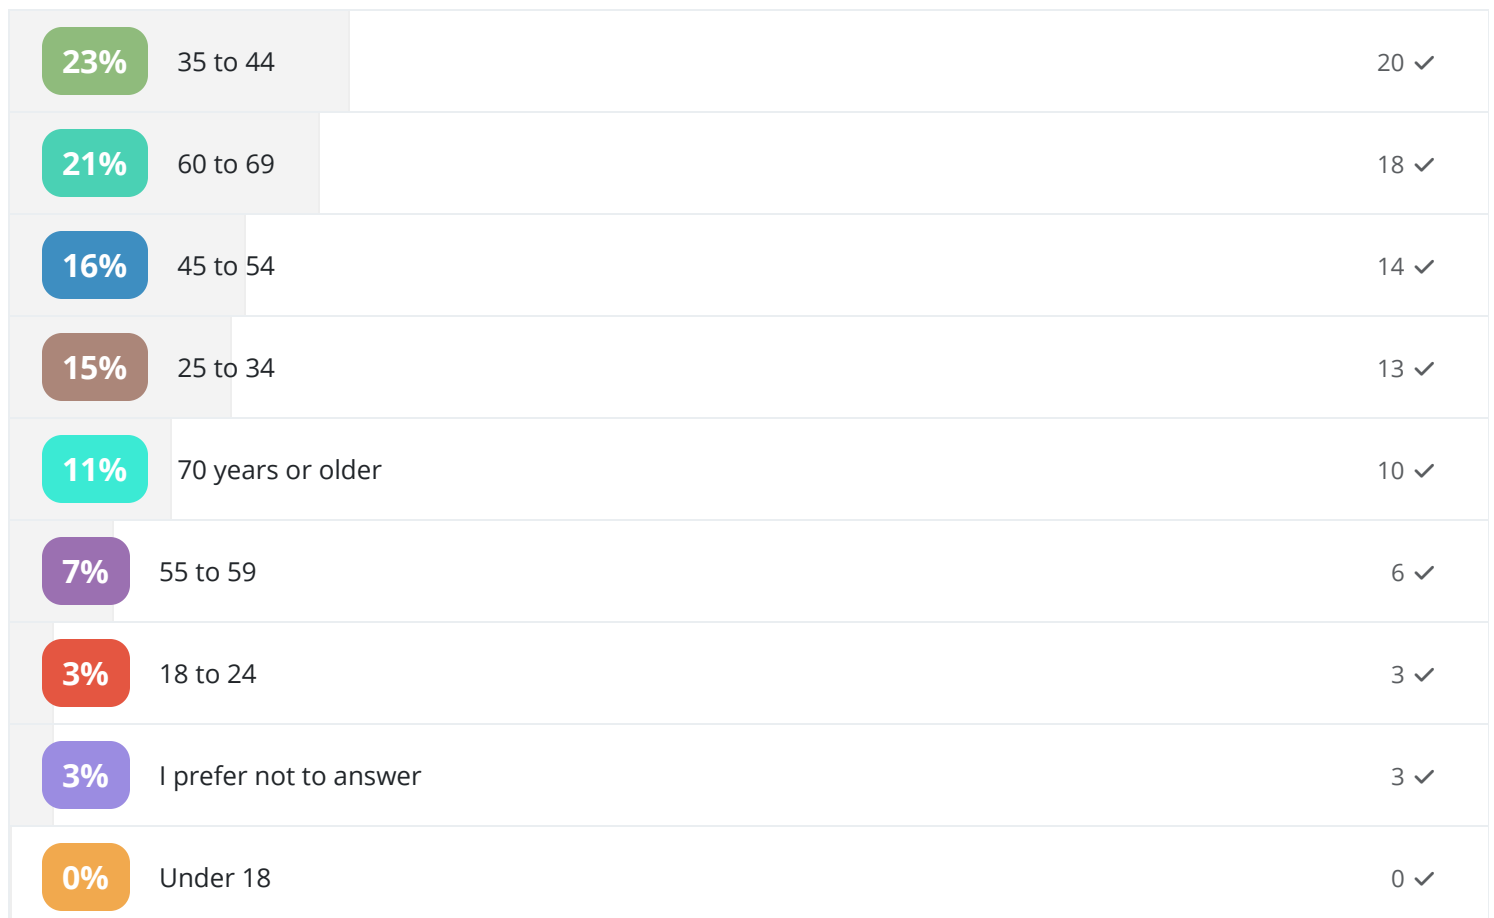 23% 35 to 44 20
21% 60 to 69 18
16% 45 to 54 14
15% 25 to 34 13
11% 70 years or older 10
7% 55 to 59 6
3% 18 to 24 3
3% I prefer not to answer 3
0% Under 18 0